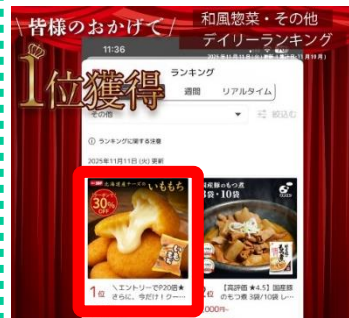 \皆様のおかげで/
和風惣菜・その他
デイリーランキング
11:36
1位獲得
ランキング
週間
リアルタイム
その他
絞込む
ランキングに関する注意
2025年11月11日(火)更新
北海道産チーズの
いももち
30%
OFF
国産豚のもつ煮
3袋・10袋
1位
\エントリーでP20倍★
さらに、今だけ！クー…
2位
【高評価★4.5】国産豚
のもつ煮 3袋/10袋 レ…